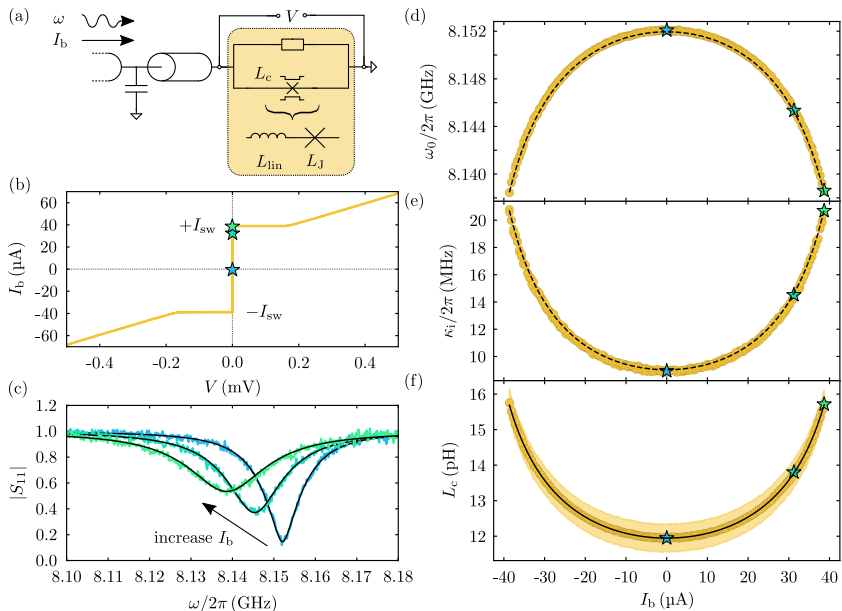 (a)
ω
I_b
V
L_c
L_lin L_J
(b)
I_b (µA)
60
40
20
0
-20
-40
-60
+I_sw
-I_sw
-0.4 -0.2 0.0 0.2 0.4
V (mV)
(c)
|S_11|
1.2
1.0
0.8
0.6
0.4
0.2
0.0
increase I_b
8.10 8.11 8.12 8.13 8.14 8.15 8.16 8.17 8.18
ω/2π (GHz)
(d)
ω_0/2π (GHz)
8.152
8.148
8.144
8.140
(e)
κ_i/2π (MHz)
20
18
16
14
12
10
(f)
L_c (pH)
16
15
14
13
12
-40 -30 -20 -10 0 10 20 30 40
I_b (µA)